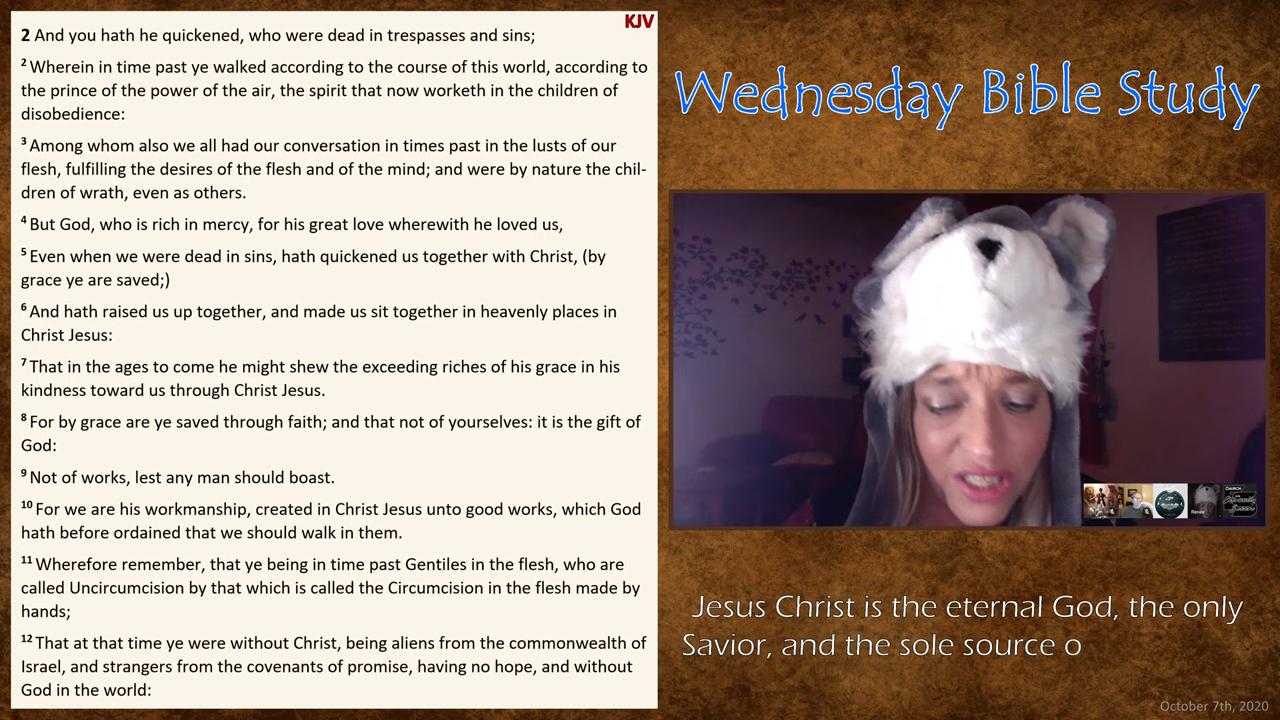 KJV
2 And you hath he quickened, who were dead in trespasses and sins;
2 Wherein in time past ye walked according to the course of this world, according to
the prince of the power of the air, the spirit that now worketh in the children of
disobedience:
3 Among whom also we all had our conversation in times past in the lusts of our
flesh, fulfilling the desires of the flesh and of the mind; and were by nature the chil-
dren of wrath, even as others.
4 But God, who is rich in mercy, for his great love wherewith he loved us,
5 Even when we were dead in sins, hath quickened us together with Christ, (by
grace ye are saved;)
6 And hath raised us up together, and made us sit together in heavenly places in
Christ Jesus:
7 That in the ages to come he might shew the exceeding riches of his grace in his
kindness toward us through Christ Jesus.
8 For by grace are ye saved through faith; and that not of yourselves: it is the gift of
God:
9 Not of works, lest any man should boast.
10 For we are his workmanship, created in Christ Jesus unto good works, which God
hath before ordained that we should walk in them.
11 Wherefore remember, that ye being in time past Gentiles in the flesh, who are
called Uncircumcision by that which is called the Circumcision in the flesh made by
hands;
12 That at that time ye were without Christ, being aliens from the commonwealth of
Israel, and strangers from the covenants of promise, having no hope, and without
God in the world:
Wednesday Bible Study
Renee
CHURCH
Jesus Christ is the eternal God, the only
Savior, and the sole source o
October 7th, 2020